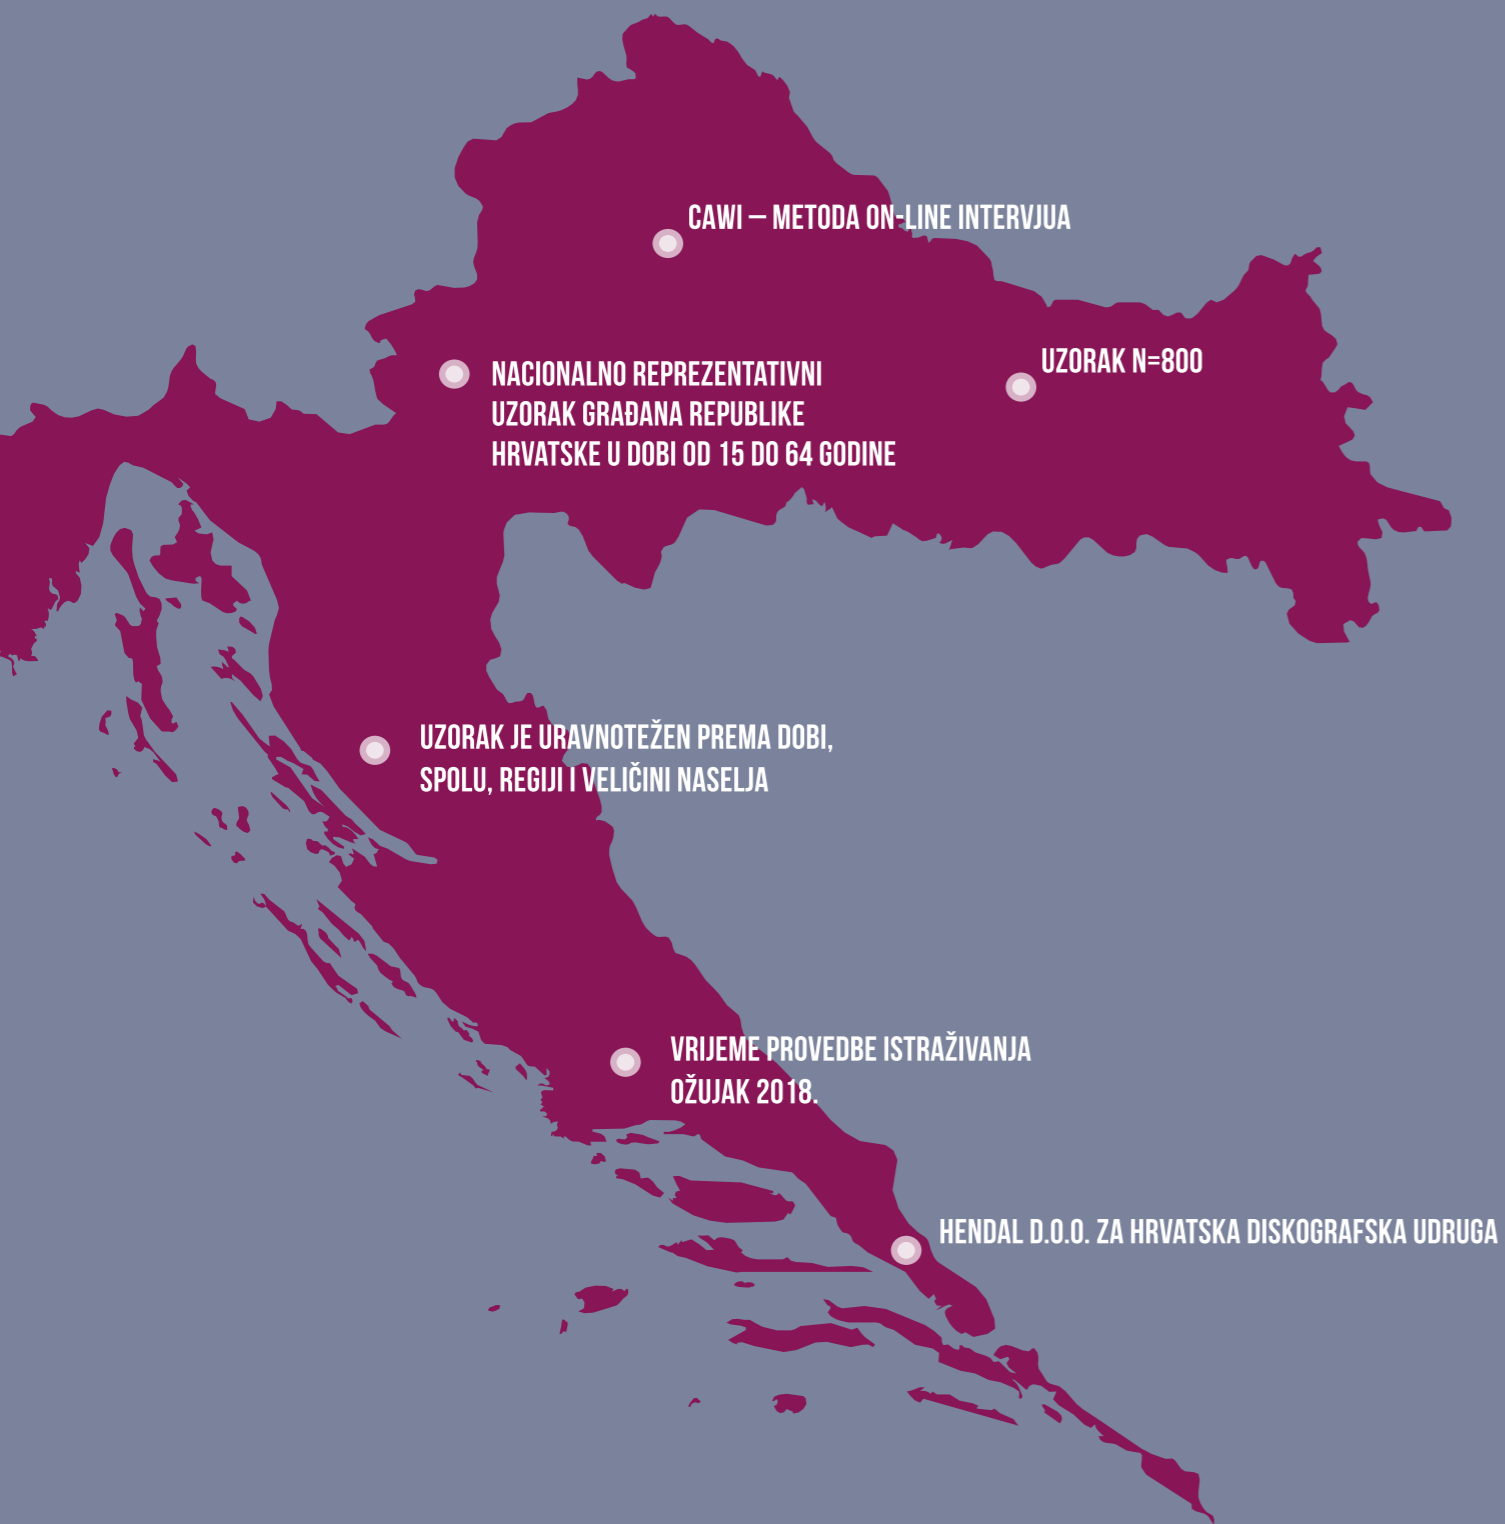 CAWI – METODA ON-LINE INTERVJUA
UZORAK N=800
NACIONALNO REPREZENTATIVNI
UZORAK GRAĐANA REPUBLIKE
HRVATSKE U DOBI OD 15 DO 64 GODINE
UZORAK JE URAVNOTEŽEN PREMA DOBI,
SPOLU, REGIJI I VELIČINI NASELJA
VRIJEME PROVEDBE ISTRAŽIVANJA
OŽUJAK 2018.
HENDAL D.O.O. ZA HRVATSKA DISKOGRAFSKA UDRUGA